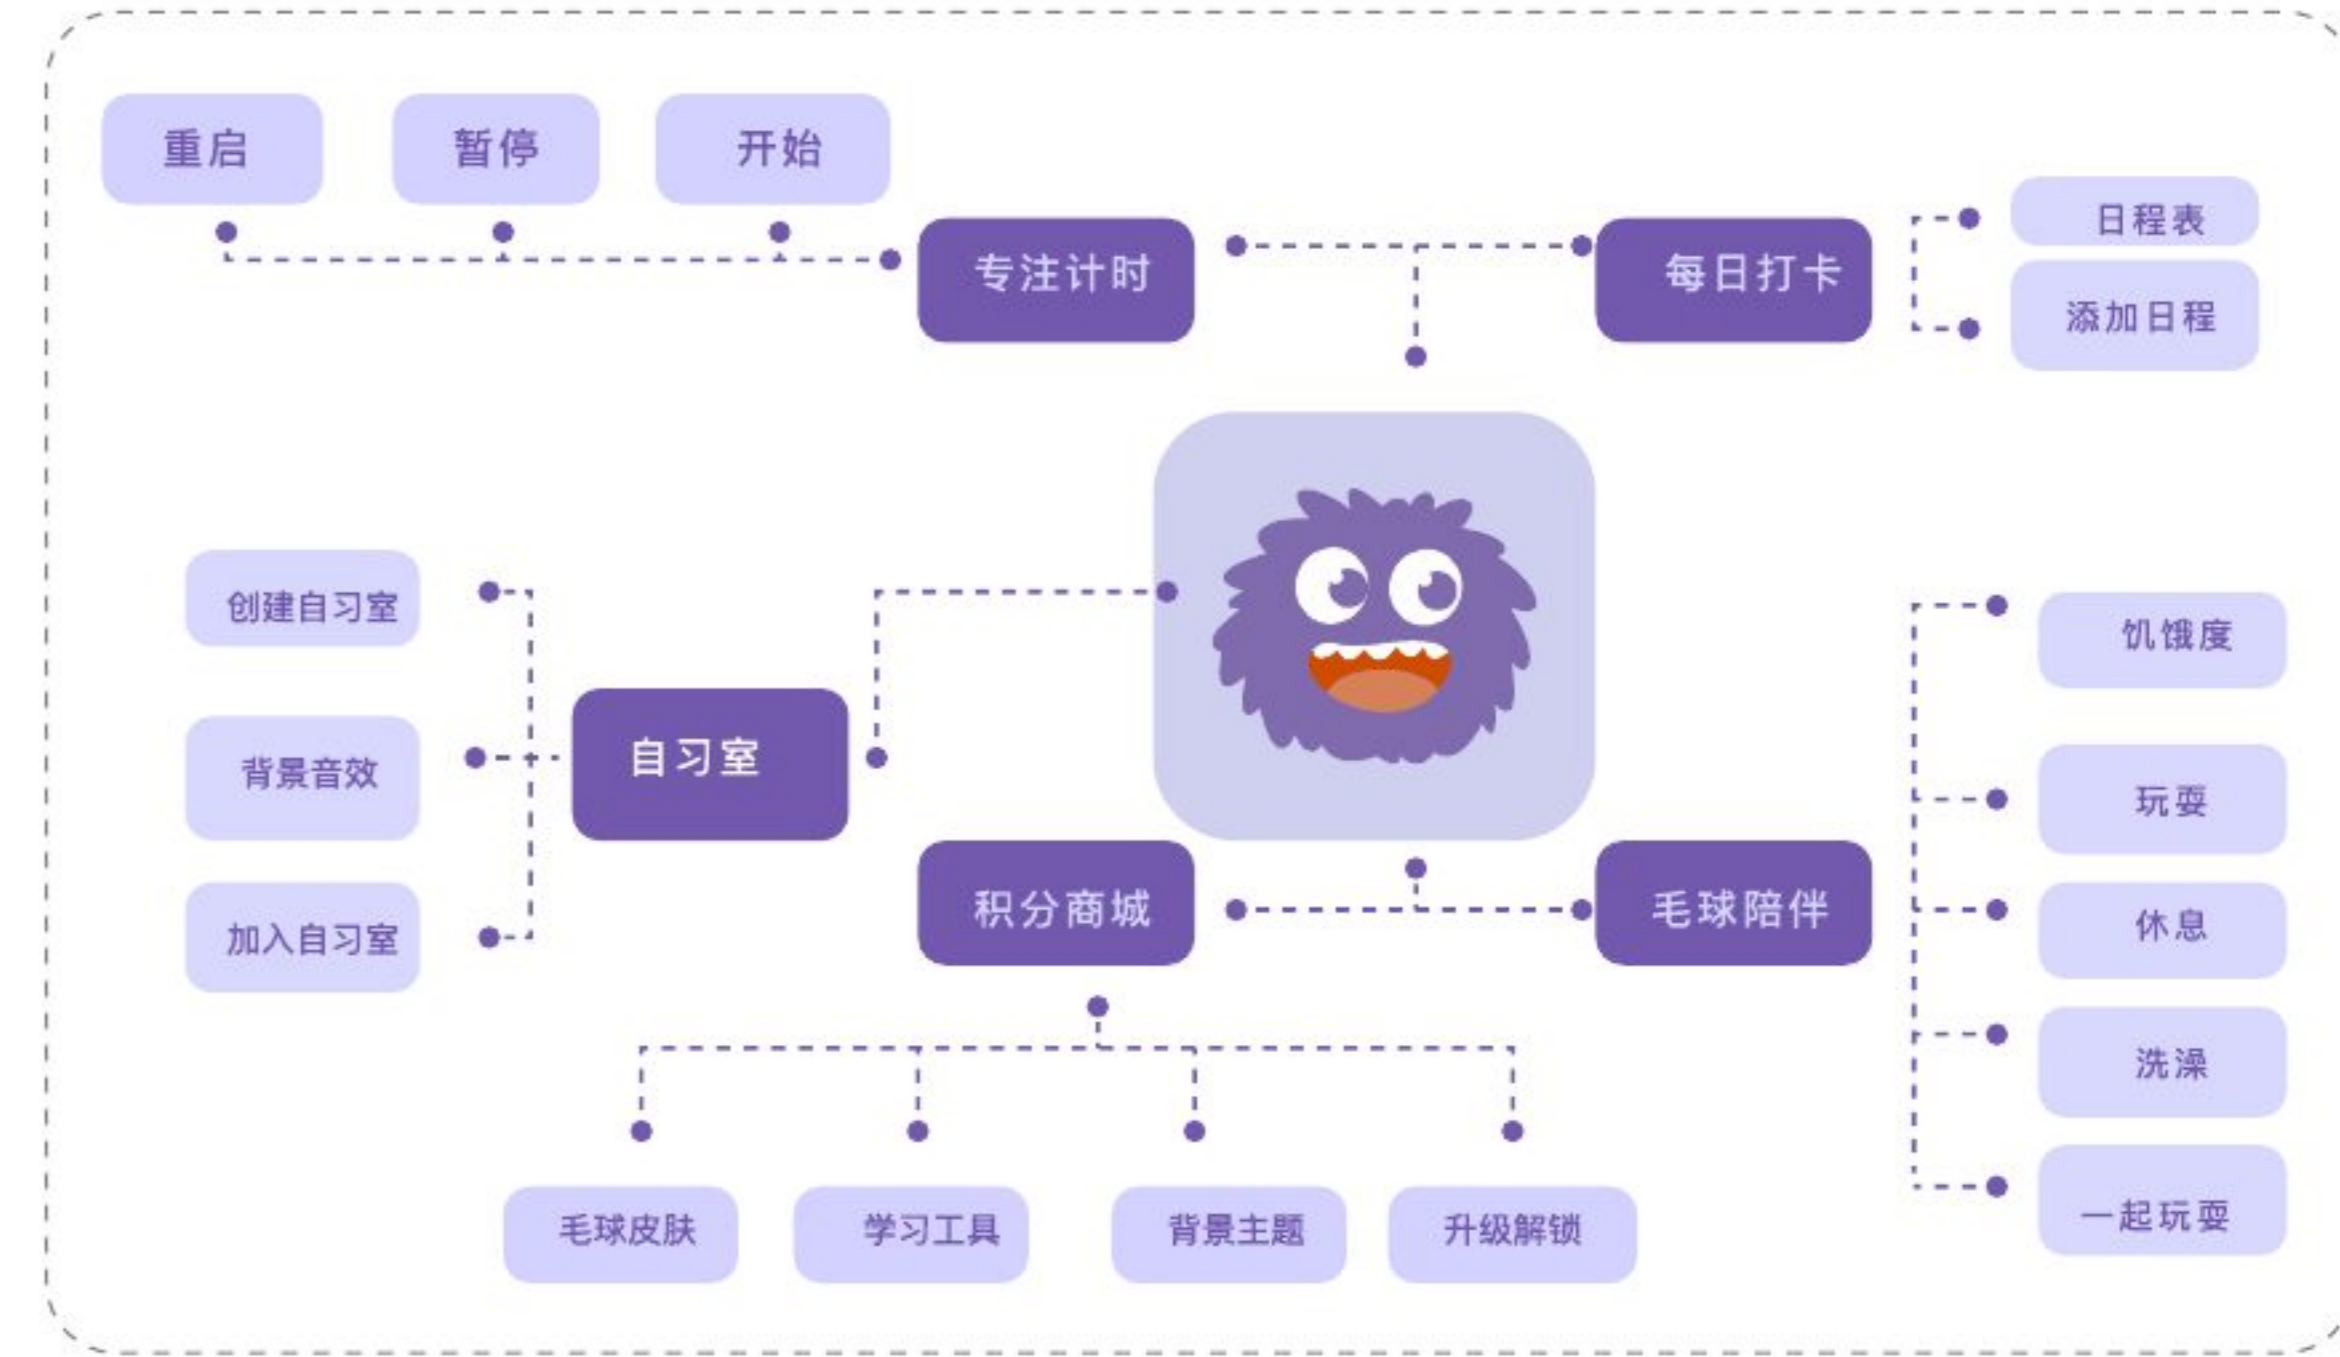 重启
暂停
开始
专注计时
每日打卡
日程表
添加日程
创建自习室
背景音效
加入自习室
自习室
积分商城
毛球陪伴
饥饿度
玩耍
休息
洗澡
一起玩耍
毛球皮肤
学习工具
背景主题
升级解锁